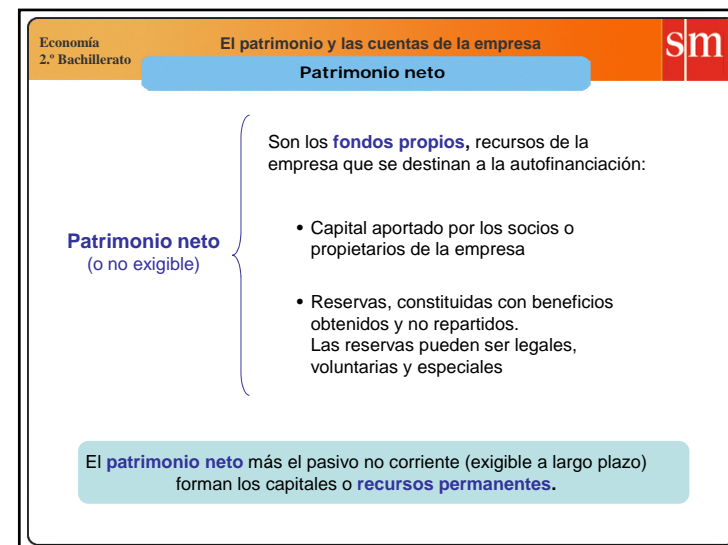 Economía
2.º Bachillerato
El patrimonio y las cuentas de la empresa
sm
Patrimonio neto
Son los fondos propios, recursos de la
empresa que se destinan a la autofinanciación:
Patrimonio neto
(o no exigible)
• Capital aportado por los socios o
propietarios de la empresa
• Reservas, constituidas con beneficios
obtenidos y no repartidos.
Las reservas pueden ser legales,
voluntarias y especiales
El patrimonio neto más el pasivo no corriente (exigible a largo plazo)
forman los capitales o recursos permanentes.